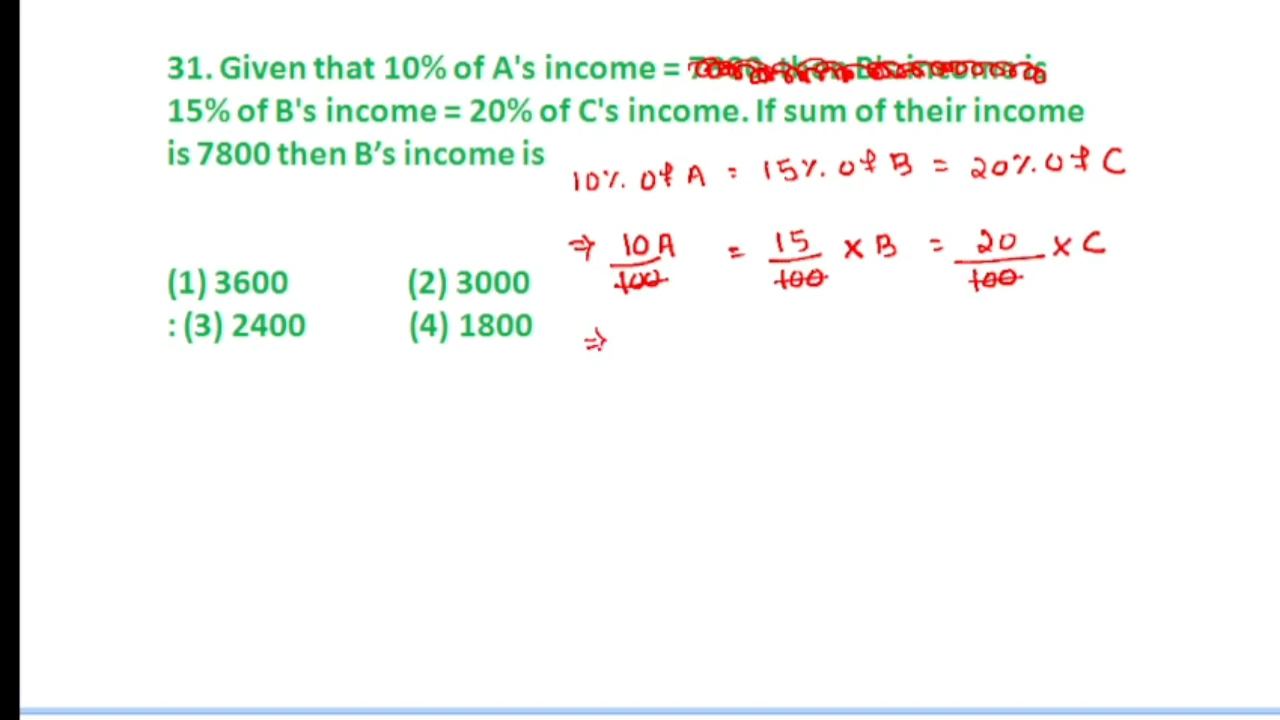 31. Given that 10% of A's income =
15% of B's income = 20% of C's income. If sum of their income
is 7800 then B’s income is
10% of A = 15% of B = 20% of C
⇒ 10A/100 = 15/100 × B = 20/100 × C
(1) 3600 (2) 3000
: (3) 2400 (4) 1800
⇒